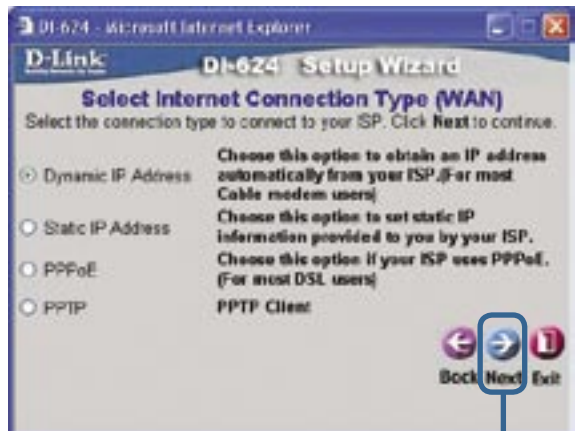 DI-624 - Microsoft Internet Explorer
D-Link
DI-624 Setup Wizard
Select Internet Connection Type (WAN)
Select the connection type to connect to your ISP. Click Next to continue.
Dynamic IP Address
Choose this option to obtain an IP address
automatically from your ISP.(For most
Cable modem users)
Static IP Address
Choose this option to set static IP
information provided to you by your ISP.
PPPoE
Choose this option if your ISP uses PPPoE.
(For most DSL users)
PPTP
PPTP Client
Back Next Exit